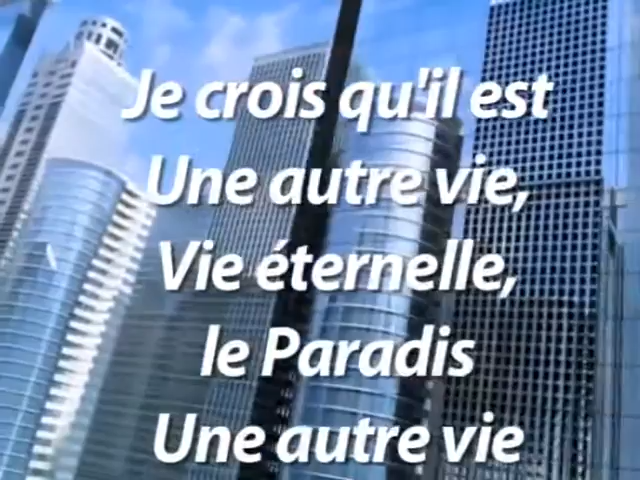 Je crois qu'il est
Une autre vie,
Vie éternelle,
le Paradis
Une autre vie